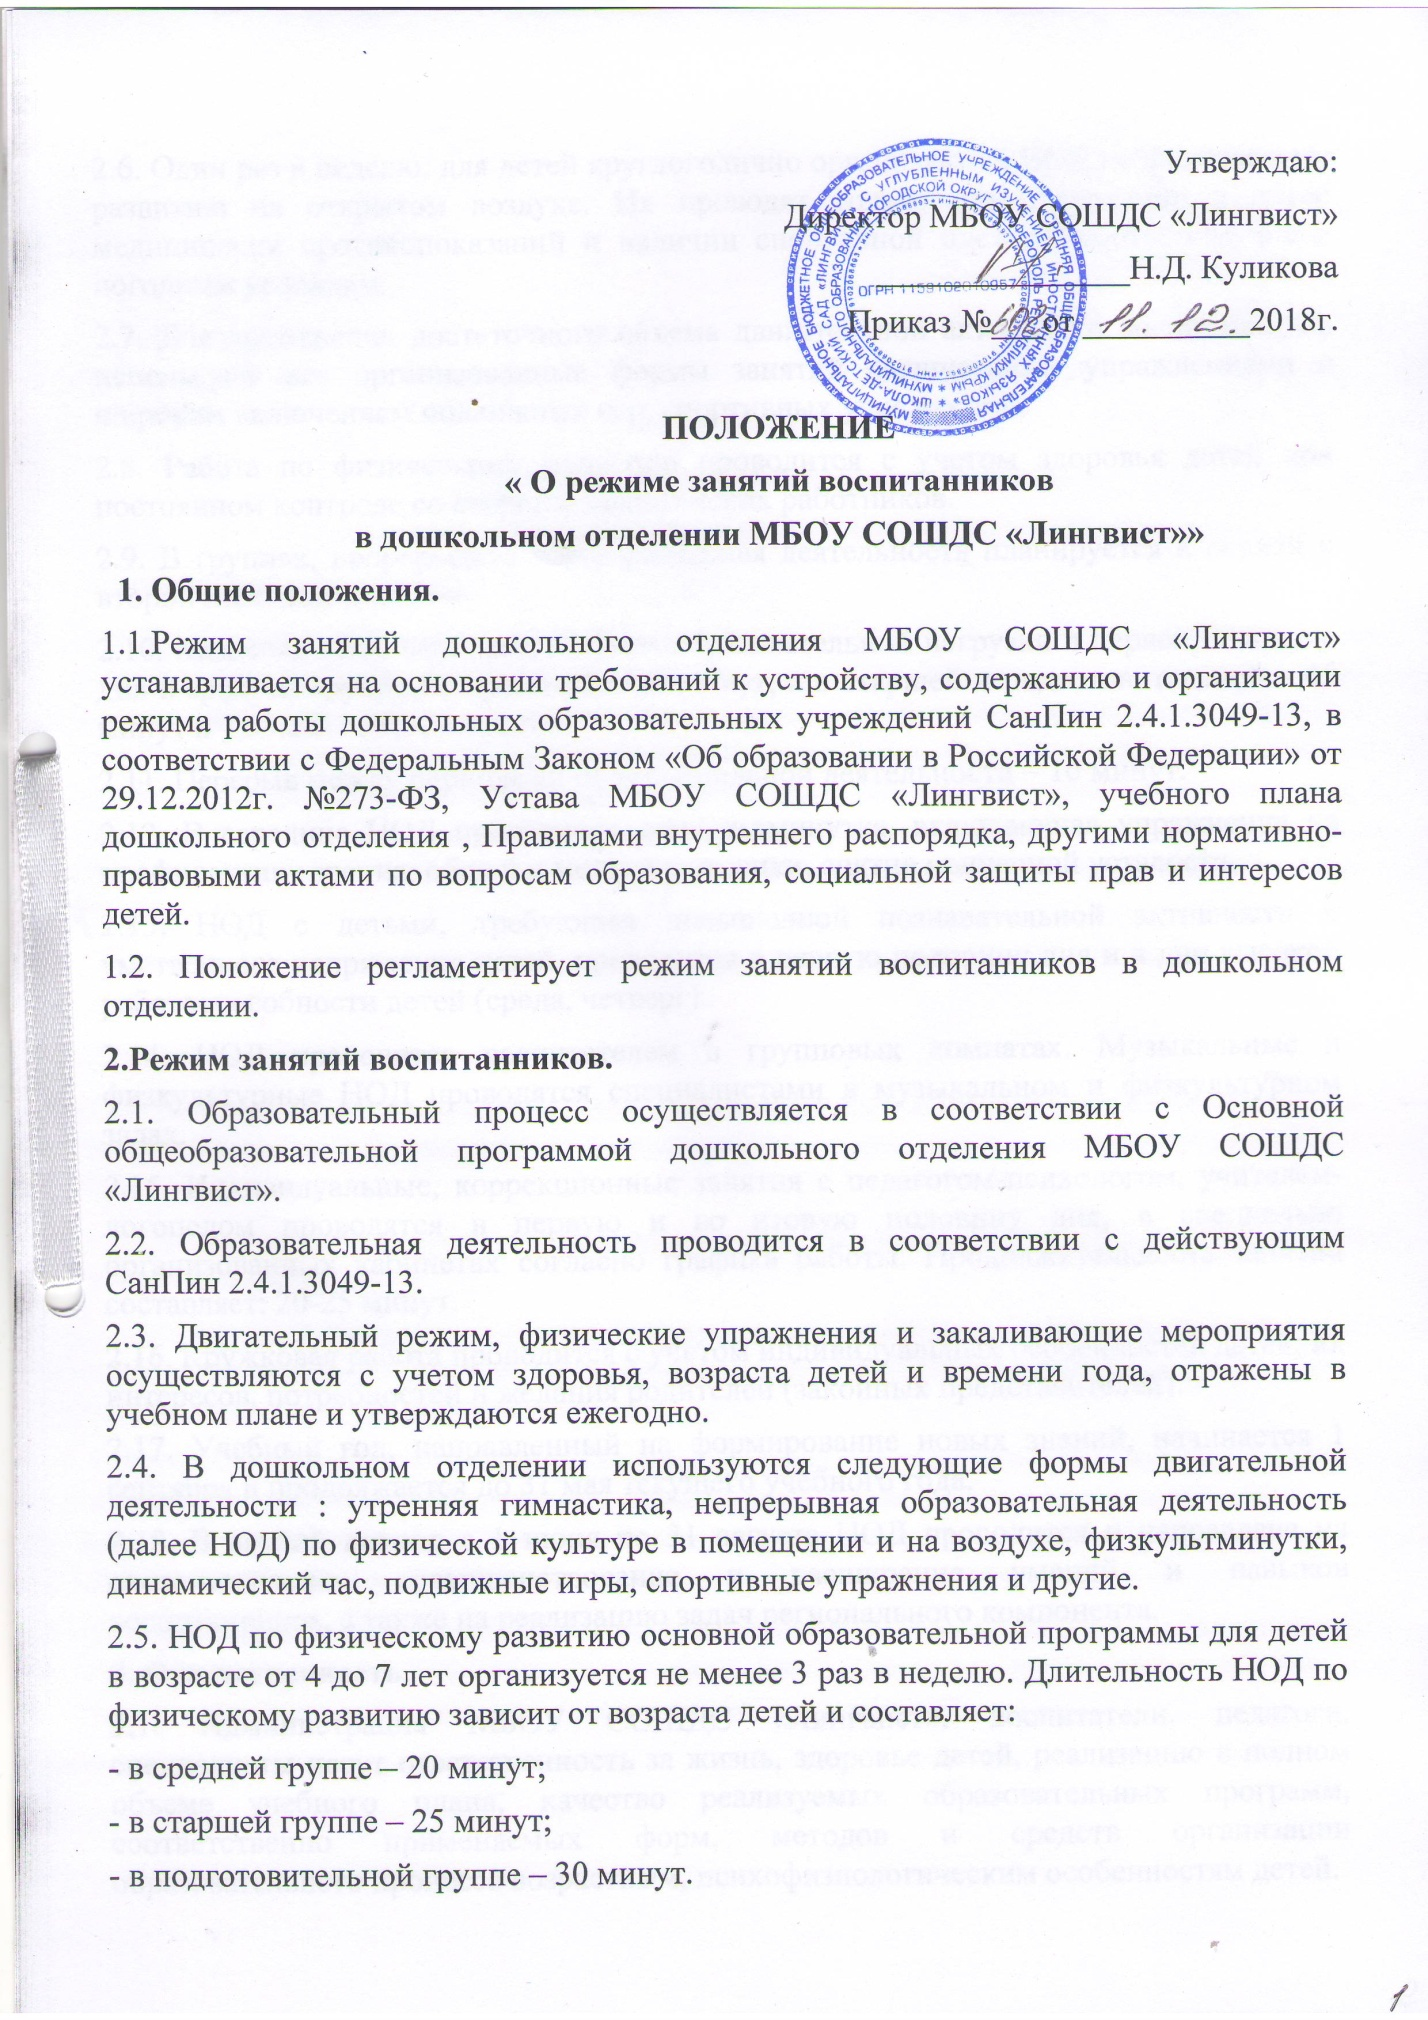 Утверждаю:
Директор МБОУ СОШДС «Лингвист»
Н.Д. Куликова
Приказ № от 11 12 2018г.
ОГРН 1159102010957
ПОЛОЖЕНИЕ
« О режиме занятий воспитанников
в дошкольном отделении МБОУ СОШДС «Лингвист»»
1. Общие положения.
1.1.Режим занятий дошкольного отделения МБОУ СОШДС «Лингвист»
устанавливается на основании требований к устройству, содержанию и организации
режима работы дошкольных образовательных учреждений СанПин 2.4.1.3049-13, в
соответствии с Федеральным Законом «Об образовании в Российской Федерации» от
29.12.2012г. №273-ФЗ, Устава МБОУ СОШДС «Лингвист», учебного плана
дошкольного отделения , Правилами внутреннего распорядка, другими нормативно-
правовыми актами по вопросам образования, социальной защиты прав и интересов
детей.
1.2. Положение регламентирует режим занятий воспитанников в дошкольном
отделении.
2.Режим занятий воспитанников.
2.1. Образовательный процесс осуществляется в соответствии с Основной
общеобразовательной программой дошкольного отделения МБОУ СОШДС
«Лингвист».
2.2. Образовательная деятельность проводится в соответствии с действующим
СанПин 2.4.1.3049-13.
2.3. Двигательный режим, физические упражнения и закаливающие мероприятия
осуществляются с учетом здоровья, возраста детей и времени года, отражены в
учебном плане и утверждаются ежегодно.
2.4. В дошкольном отделении используются следующие формы двигательной
деятельности : утренняя гимнастика, непрерывная образовательная деятельность
(далее НОД) по физической культуре в помещении и на воздухе, физкультминутки,
динамический час, подвижные игры, спортивные упражнения и другие.
2.5. НОД по физическому развитию основной образовательной программы для детей
в возрасте от 4 до 7 лет организуется не менее 3 раз в неделю. Длительность НОД по
физическому развитию зависит от возраста детей и составляет:
- в средней группе – 20 минут;
- в старшей группе – 25 минут;
- в подготовительной группе – 30 минут.
1